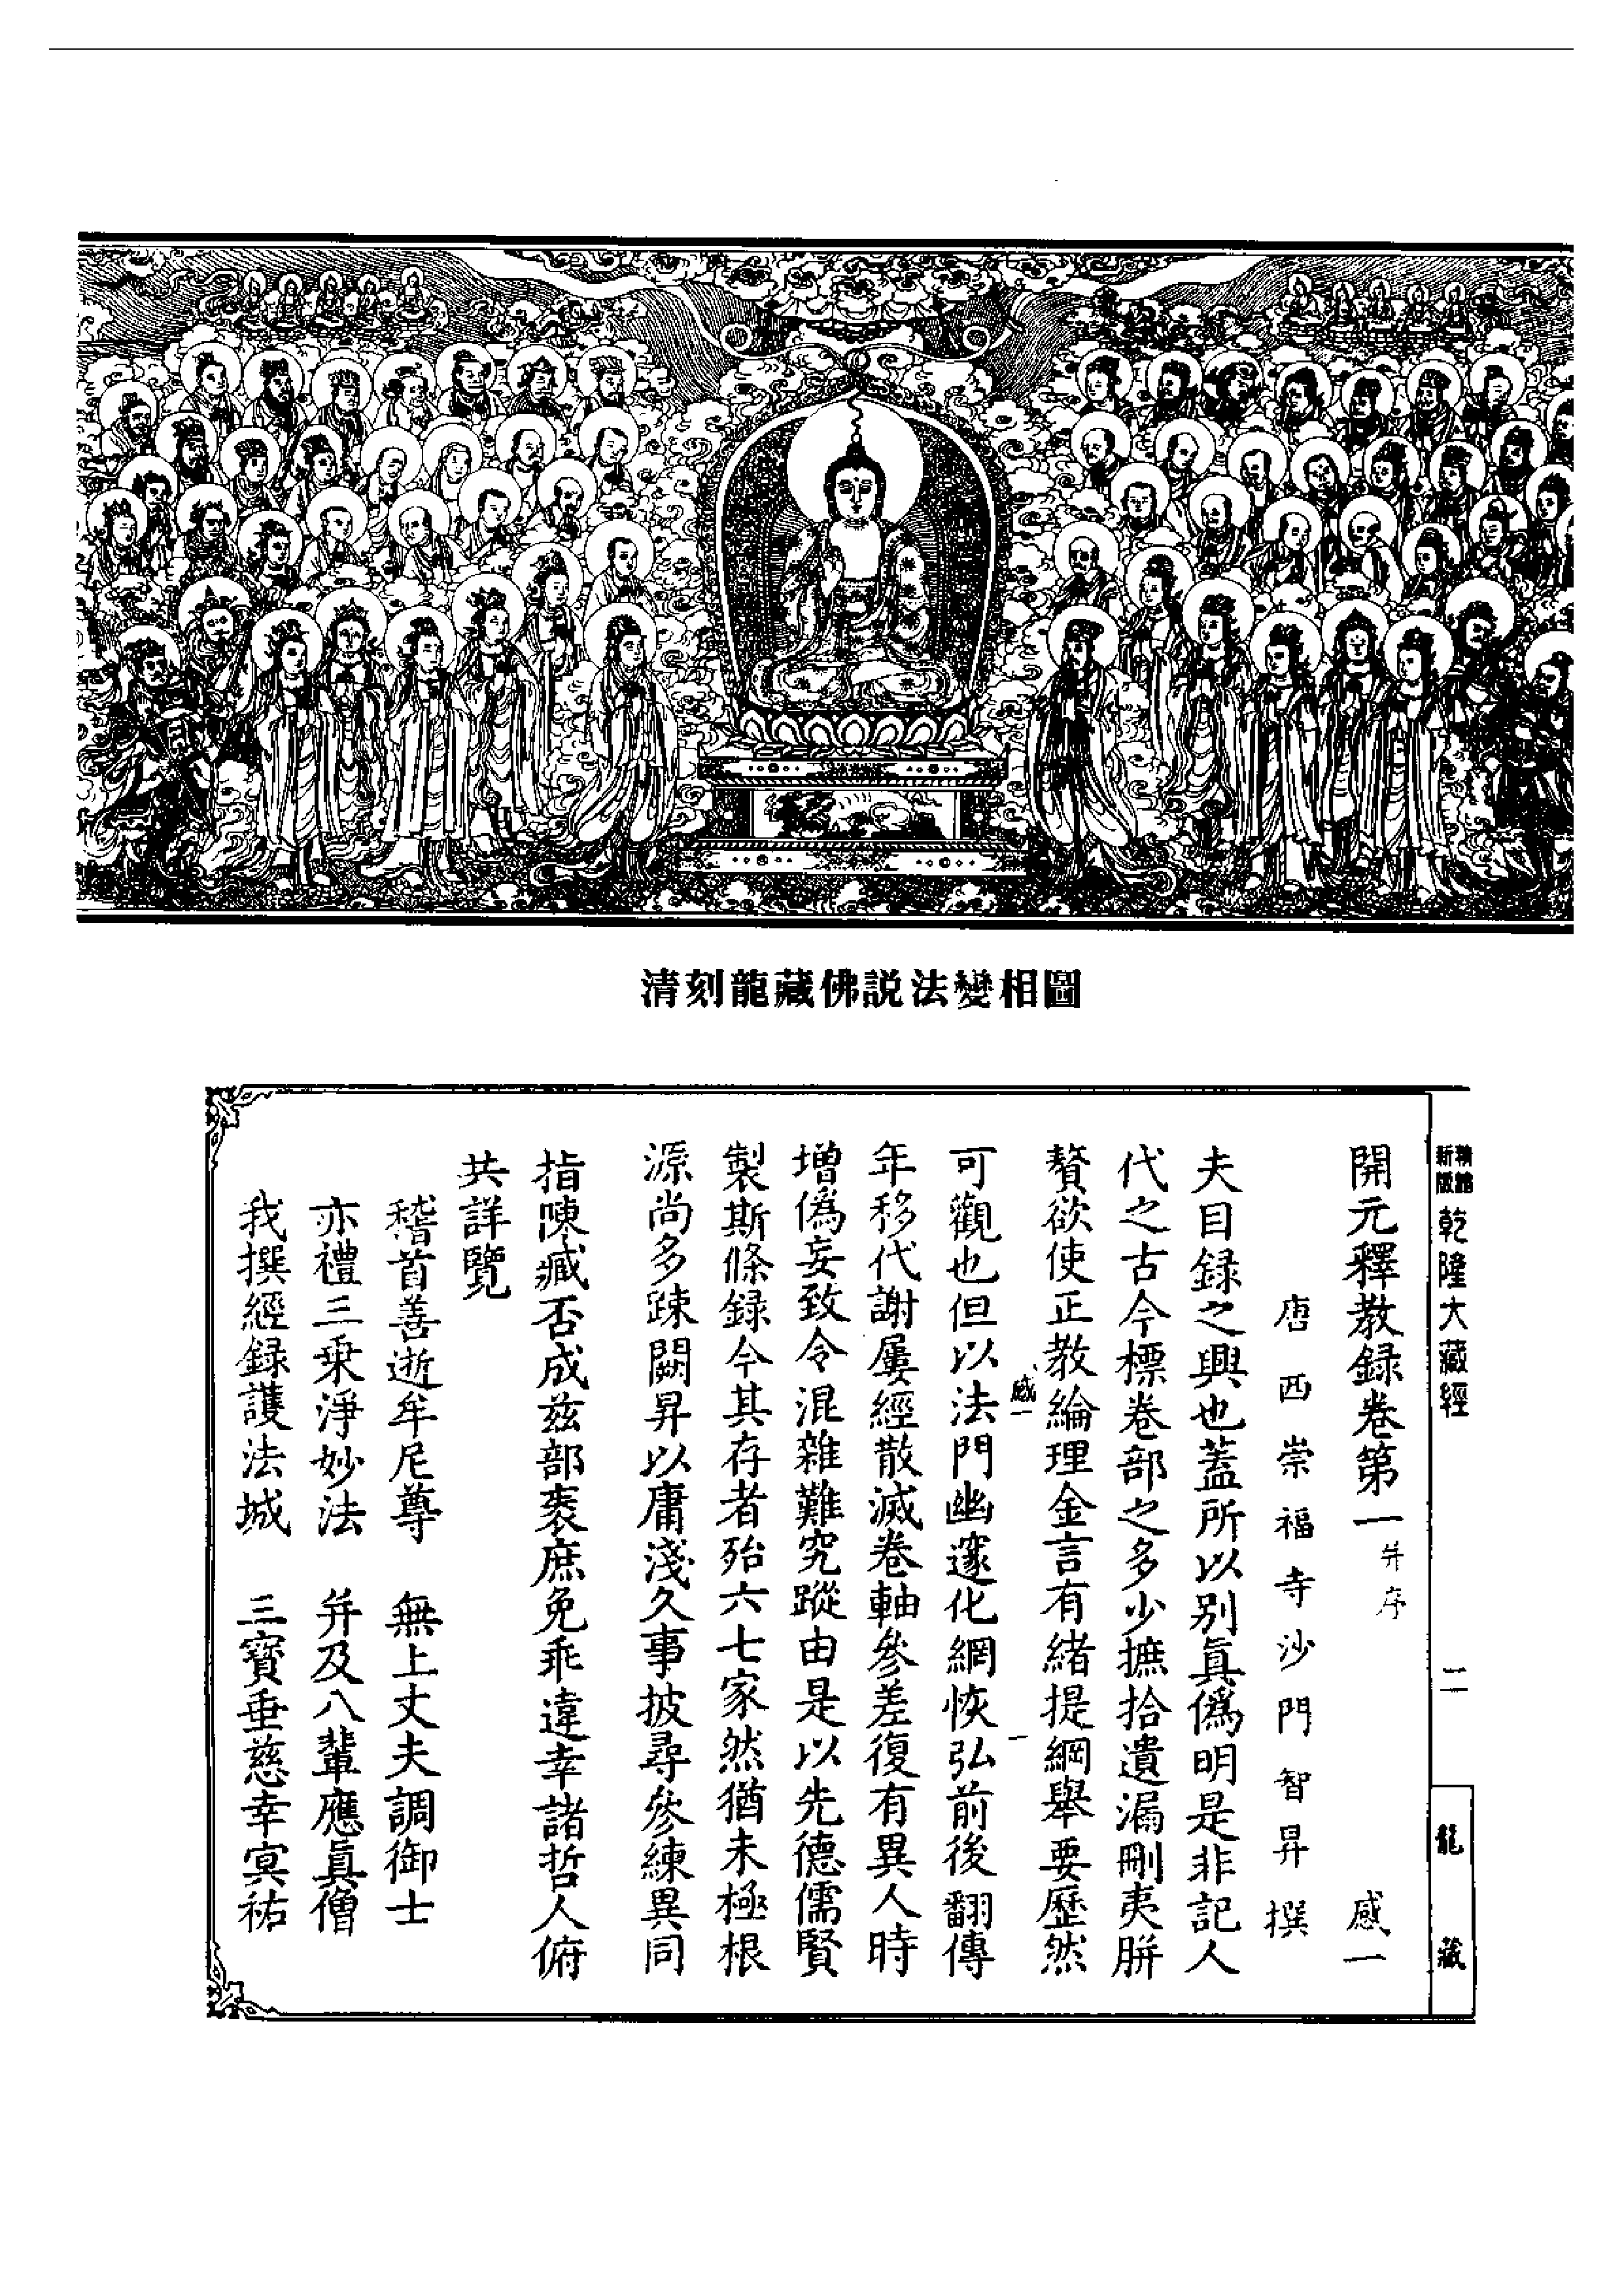 清刻龍藏佛説法變相圖
新版
精縮
乾隆大藏經
二
龍藏
開元釋教録卷第一并序 感一
唐西崇福寺沙門智昇撰
夫目録之興也蓋所以别眞僞明是非記人
代之古今標卷部之多少摭拾遺漏刪夷駢
贅欲使正教綸理金言有緒提綱舉要歷然
感一
一
可觀也但以法門幽邃化網恢弘前後翻傳
年移代謝屢經散滅卷軸參差復有異人時
增僞妄致令混雜難究蹤由是以先德儒賢
製斯條録今其存者殆六七家然猶未極根
源尚多疎闕昇以庸淺久事披尋參練異同
指陳臧否成兹部袠庶免乖違幸諸哲人俯
共詳覽
稽首善逝牟尼尊 無上丈夫調御士
亦禮三乗淨妙法 并及八輩應眞僧
我撰經録護法城 三寶垂慈幸冥祐